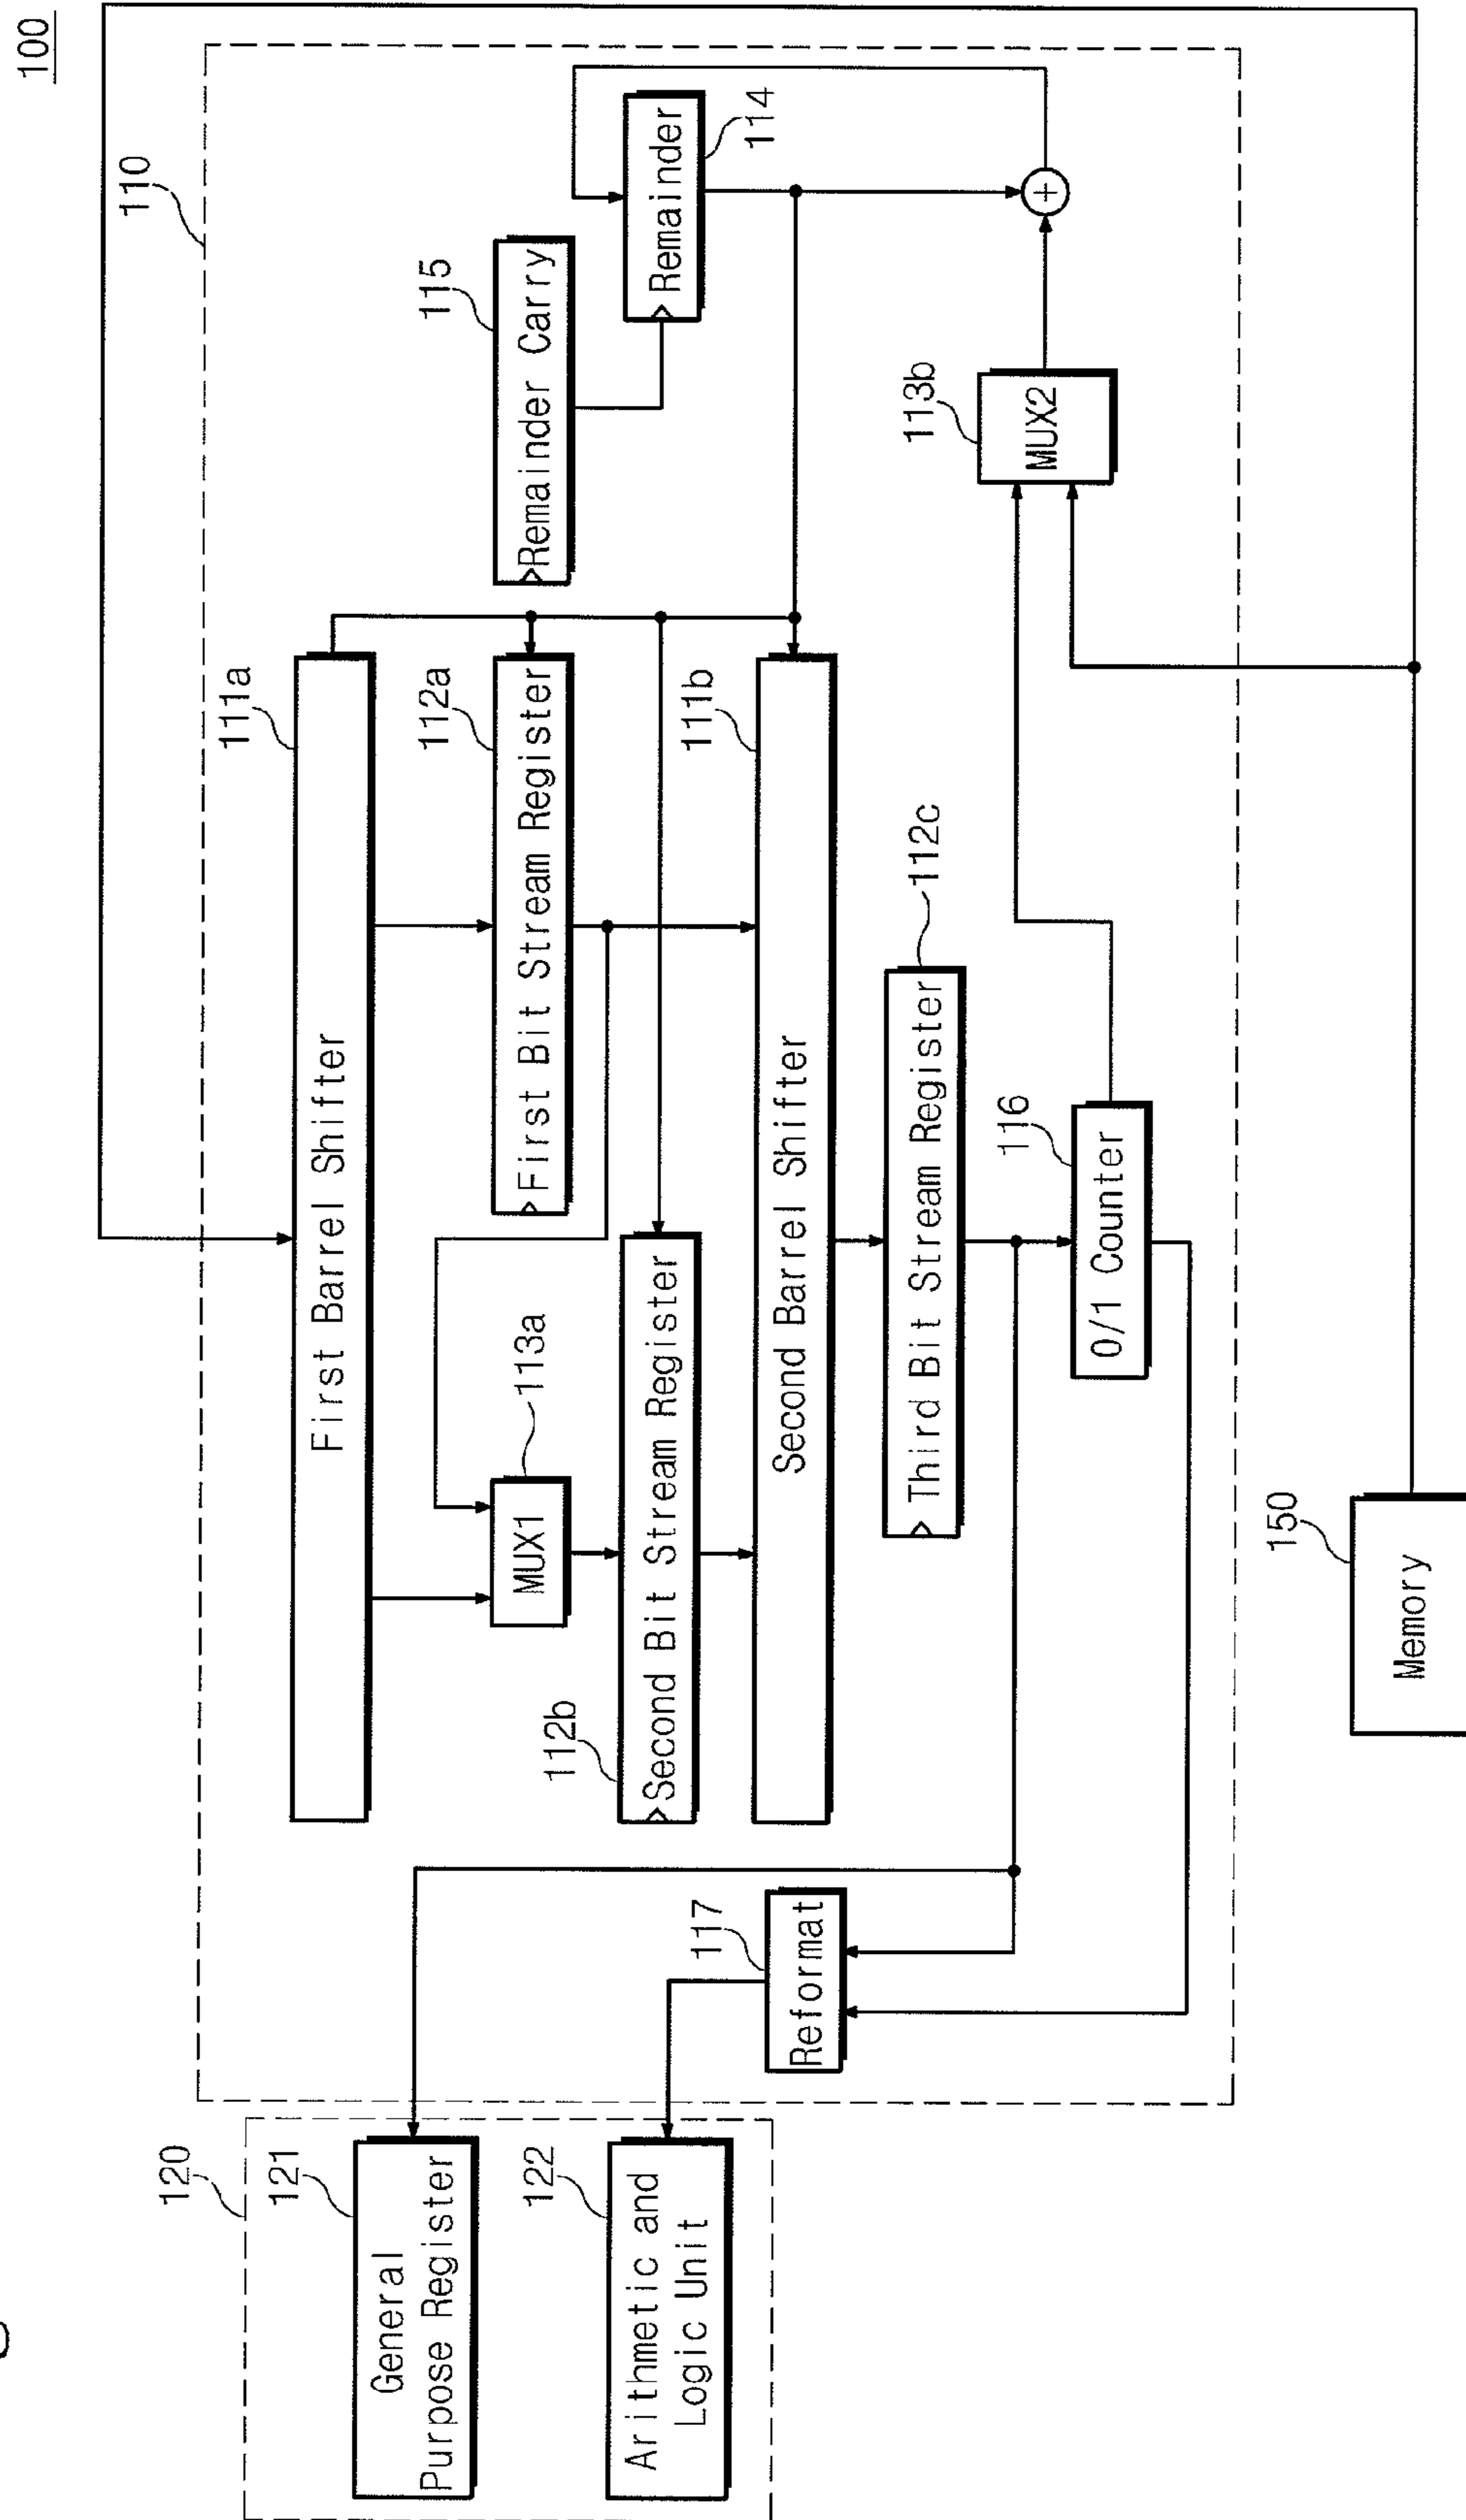 100
110
120
121
General
Purpose Register
122
Arithmetic and
Logic Unit
111a
First Barrel Shifter
115
Remainder Carry
112a
First Bit Stream Register
113a
MUX1
114
Remainder
112b
Second Bit Stream Register
111b
Second Barrel Shifter
117
Reformat
112c
Third Bit Stream Register
113b
MUX2
+
116
0/1 Counter
150
Memory